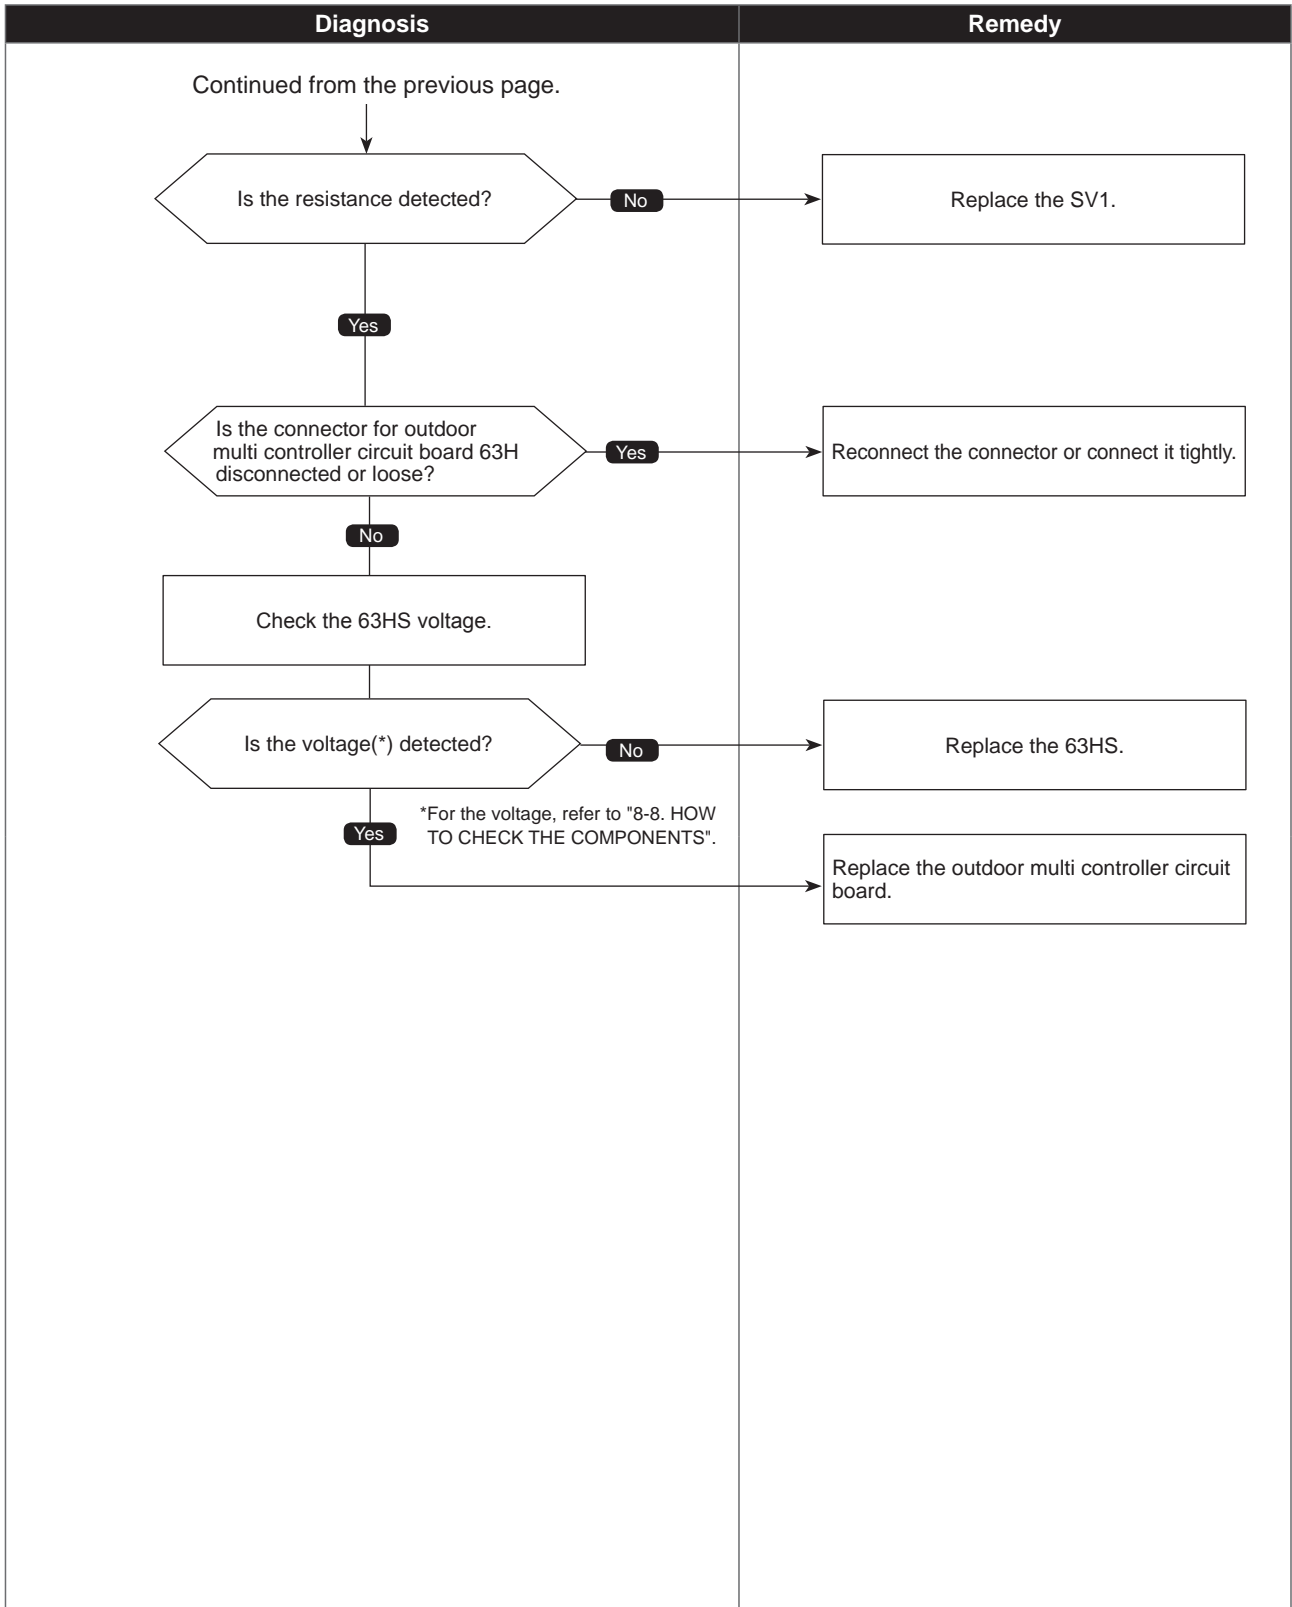 Diagnosis
Remedy
Continued from the previous page.
Is the resistance detected?
No
Replace the SV1.
Yes
Is the connector for outdoor
multi controller circuit board 63H
disconnected or loose?
Yes
Reconnect the connector or connect it tightly.
No
Check the 63HS voltage.
Is the voltage(*) detected?
No
Replace the 63HS.
*For the voltage, refer to "8-8. HOW
TO CHECK THE COMPONENTS".
Yes
Replace the outdoor multi controller circuit
board.